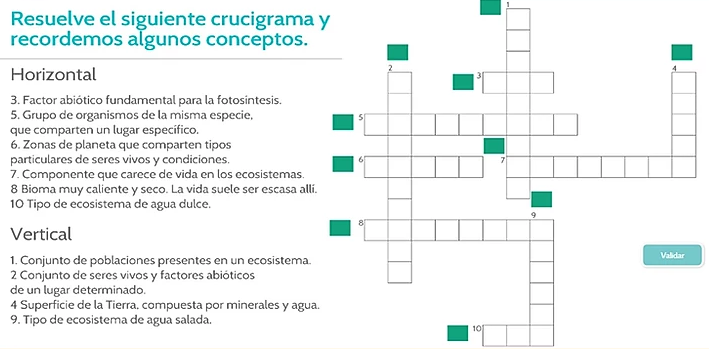 Resuelve el siguiente crucigrama y
recordemos algunos conceptos.
Horizontal
3. Factor abiótico fundamental para la fotosíntesis.
5. Grupo de organismos de la misma especie,
que comparten un lugar específico.
6. Zonas de planeta que comparten tipos
particulares de seres vivos y condiciones.
7. Componente que carece de vida en los ecosistemas.
8 Bioma muy caliente y seco. La vida suele ser escasa allí.
10 Tipo de ecosistema de agua dulce.
Vertical
1. Conjunto de poblaciones presentes en un ecosistema.
2 Conjunto de seres vivos y factores abióticos
de un lugar determinado.
4 Superficie de la Tierra, compuesta por minerales y agua.
9. Tipo de ecosistema de agua salada.
1
2
4
3
5
6
7
9
8
Validar
10